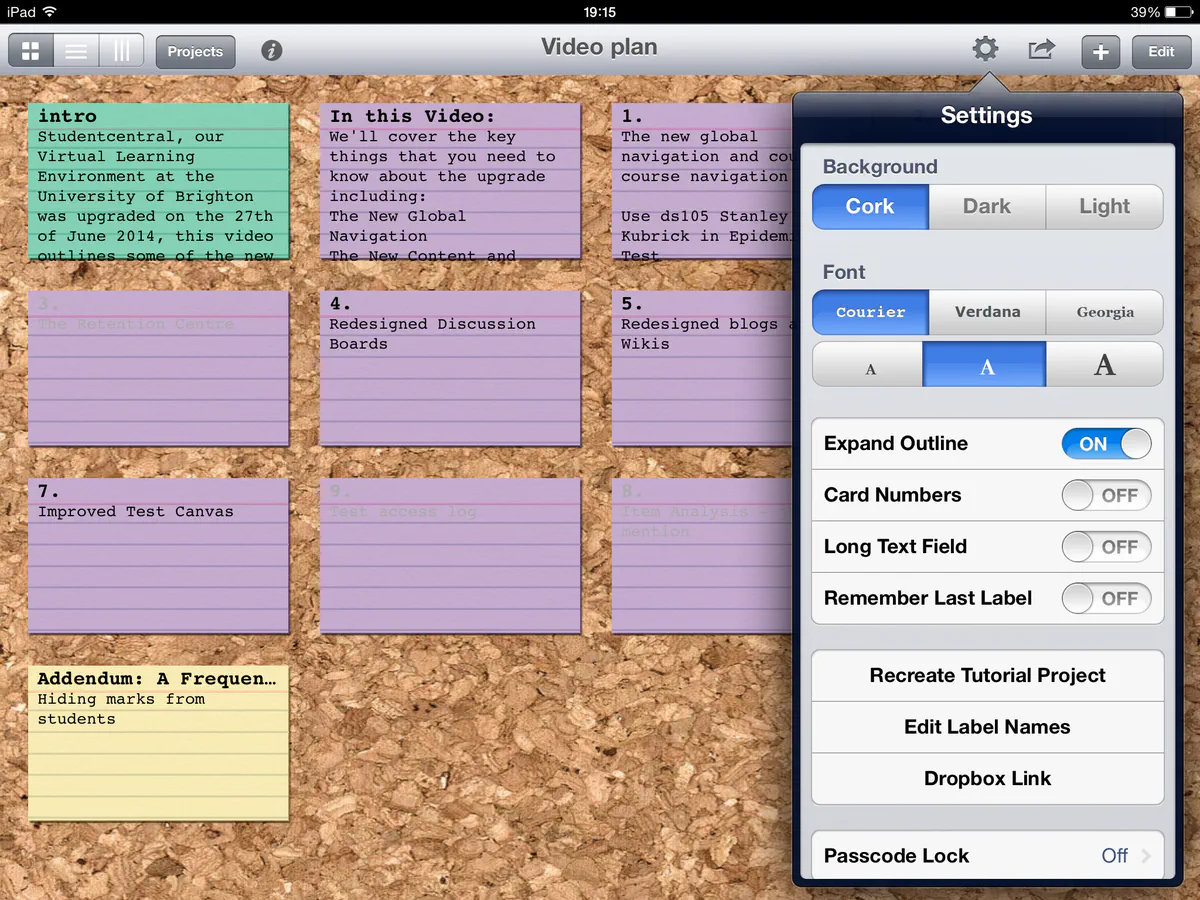 iPad
19:15
39%
Projects
Video plan
Edit
intro
Studentcentral, our
Virtual Learning
Environment at the
University of Brighton
was upgraded on the 27th
of June 2014, this video
outlines some of the new
In this Video:
We'll cover the key
things that you need to
know about the upgrade
including:
The New Global
Navigation
The New Content and
1.
The new global
navigation and
course navigation
Use ds105 Stanley
Kubrick in
Test
3.
The Retention Centre
4.
Redesigned Discussion
Boards
5.
Redesigned blogs
Wikis
7.
Improved Test Canvas
9.
Test access log
8.
Item Analysis -
mention
Addendum: A Frequen…
Hiding marks from
students
Settings
Background
Cork
Dark
Light
Font
Courier
Verdana
Georgia
A
A
A
Expand Outline
ON
Card Numbers
OFF
Long Text Field
OFF
Remember Last Label
OFF
Recreate Tutorial Project
Edit Label Names
Dropbox Link
Passcode Lock
Off